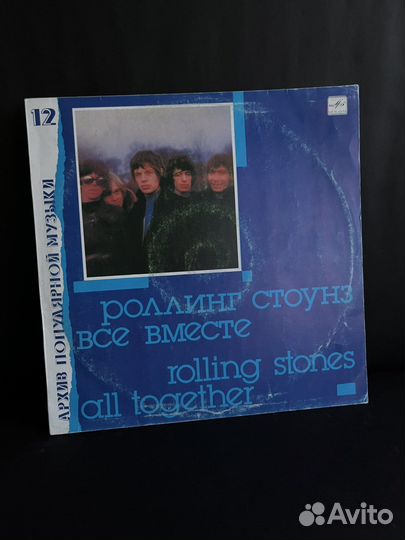 12
АРХИВ ПОПУЛЯРНОЙ МУЗЫКИ
роллинг стоунз
все вместе
rolling stones
all together
Avito